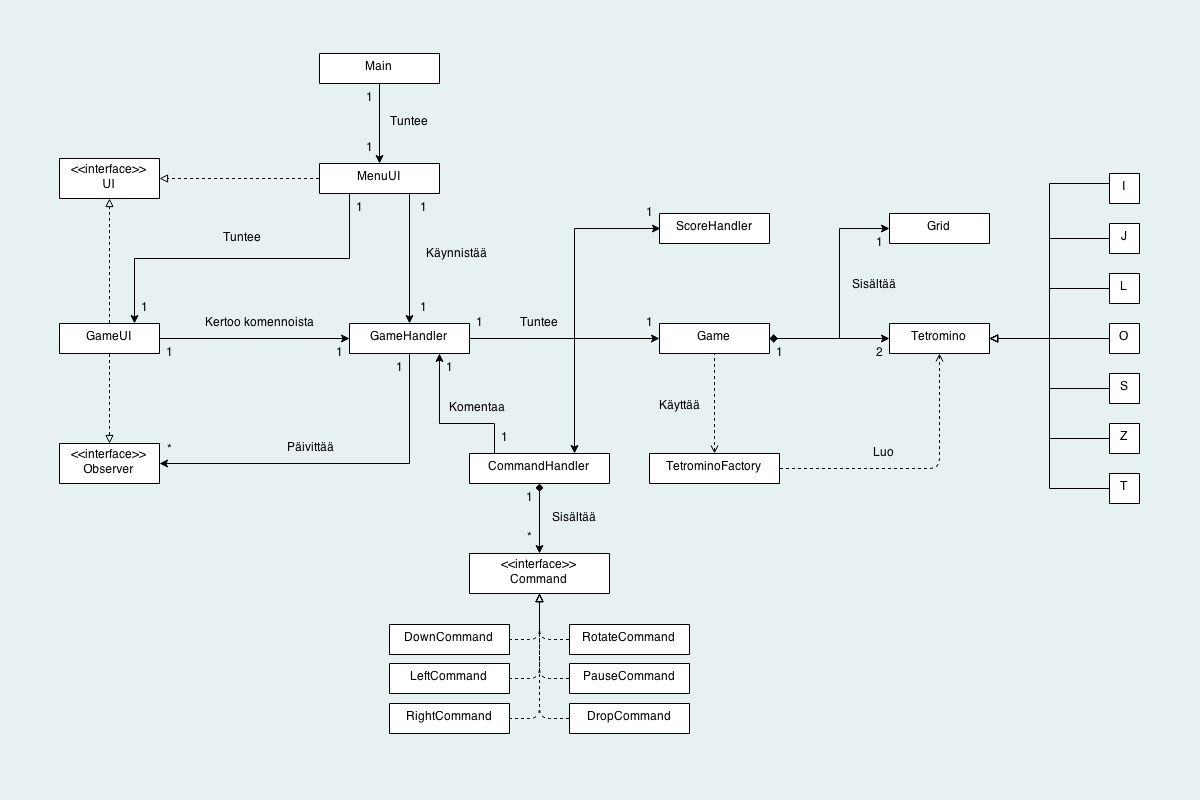 Main
1
Tuntee
1
<<interface>>
UI
MenuUI
1
1
Tuntee
Käynnistää
1
ScoreHandler
Grid
1
Sisältää
I
J
L
O
S
Z
T
1
1
GameUI
1
Kertoo komennoista
1
GameHandler
1
Tuntee
1
Game
1
2
Tetromino
1
1
Komentaa
1
Käyttää
Päivittää
*
<<interface>>
Observer
CommandHandler
TetrominoFactory
Luo
1
Sisältää
*
<<interface>>
Command
DownCommand
RotateCommand
LeftCommand
PauseCommand
RightCommand
DropCommand